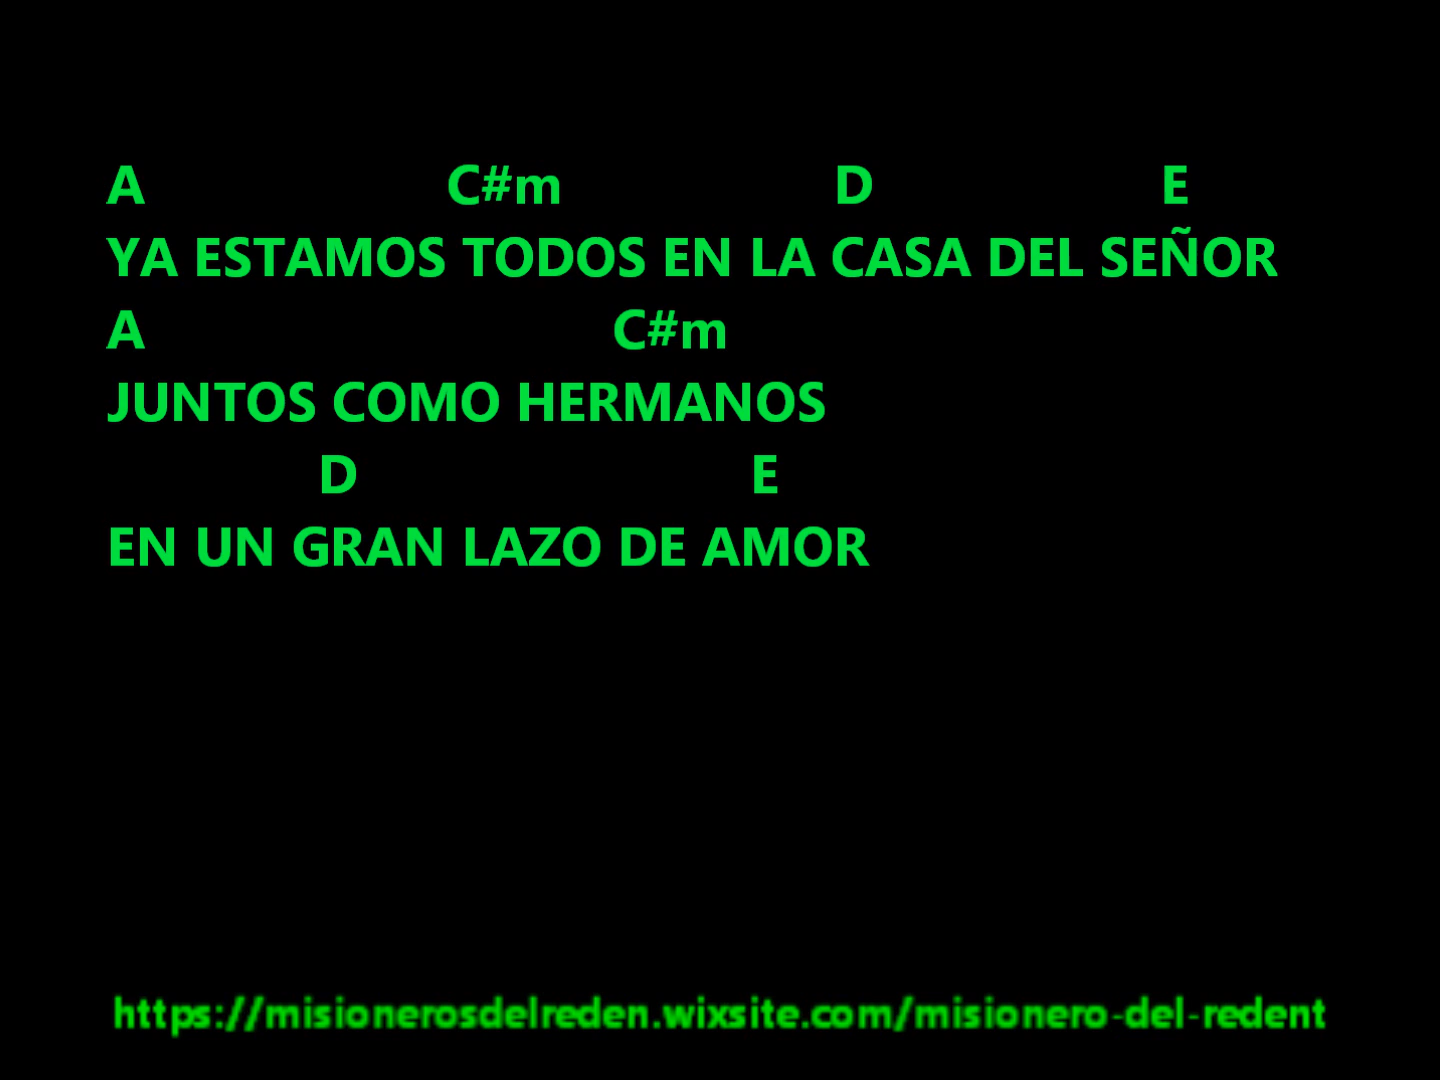 A C#m D E
YA ESTAMOS TODOS EN LA CASA DEL SEÑOR
A C#m
JUNTOS COMO HERMANOS
D E
EN UN GRAN LAZO DE AMOR
https://misionerosdelreden.wixsite.com/misionero-del-redent